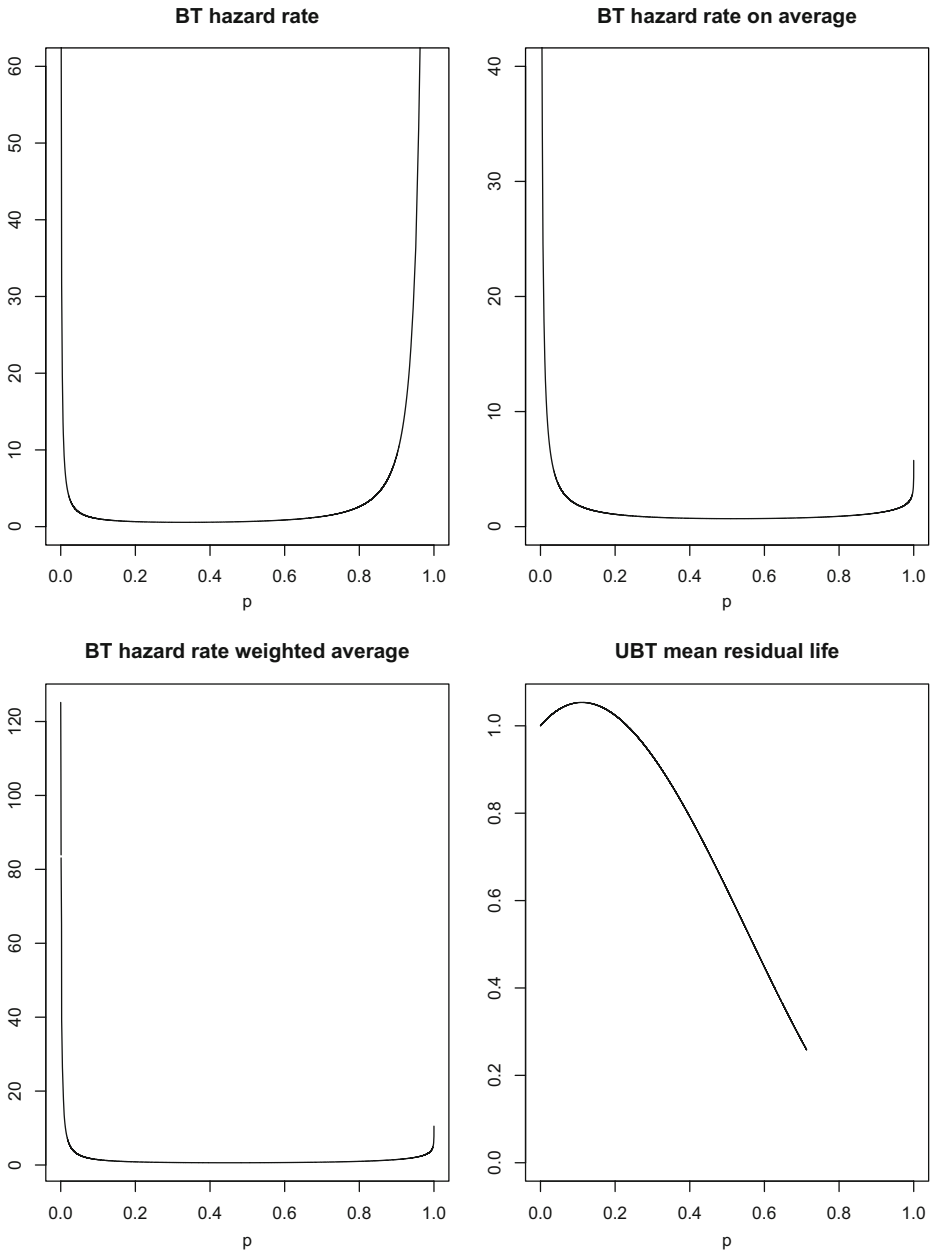 BT hazard rate
60
50
40
30
20
10
0
0.0 0.2 0.4 0.6 0.8 1.0
p
BT hazard rate on average
40
30
20
10
0
0.0 0.2 0.4 0.6 0.8 1.0
p
BT hazard rate weighted average
120
100
80
60
40
20
0
0.0 0.2 0.4 0.6 0.8 1.0
p
UBT mean residual life
1.0
0.8
0.6
0.4
0.2
0.0
0.0 0.2 0.4 0.6 0.8 1.0
p